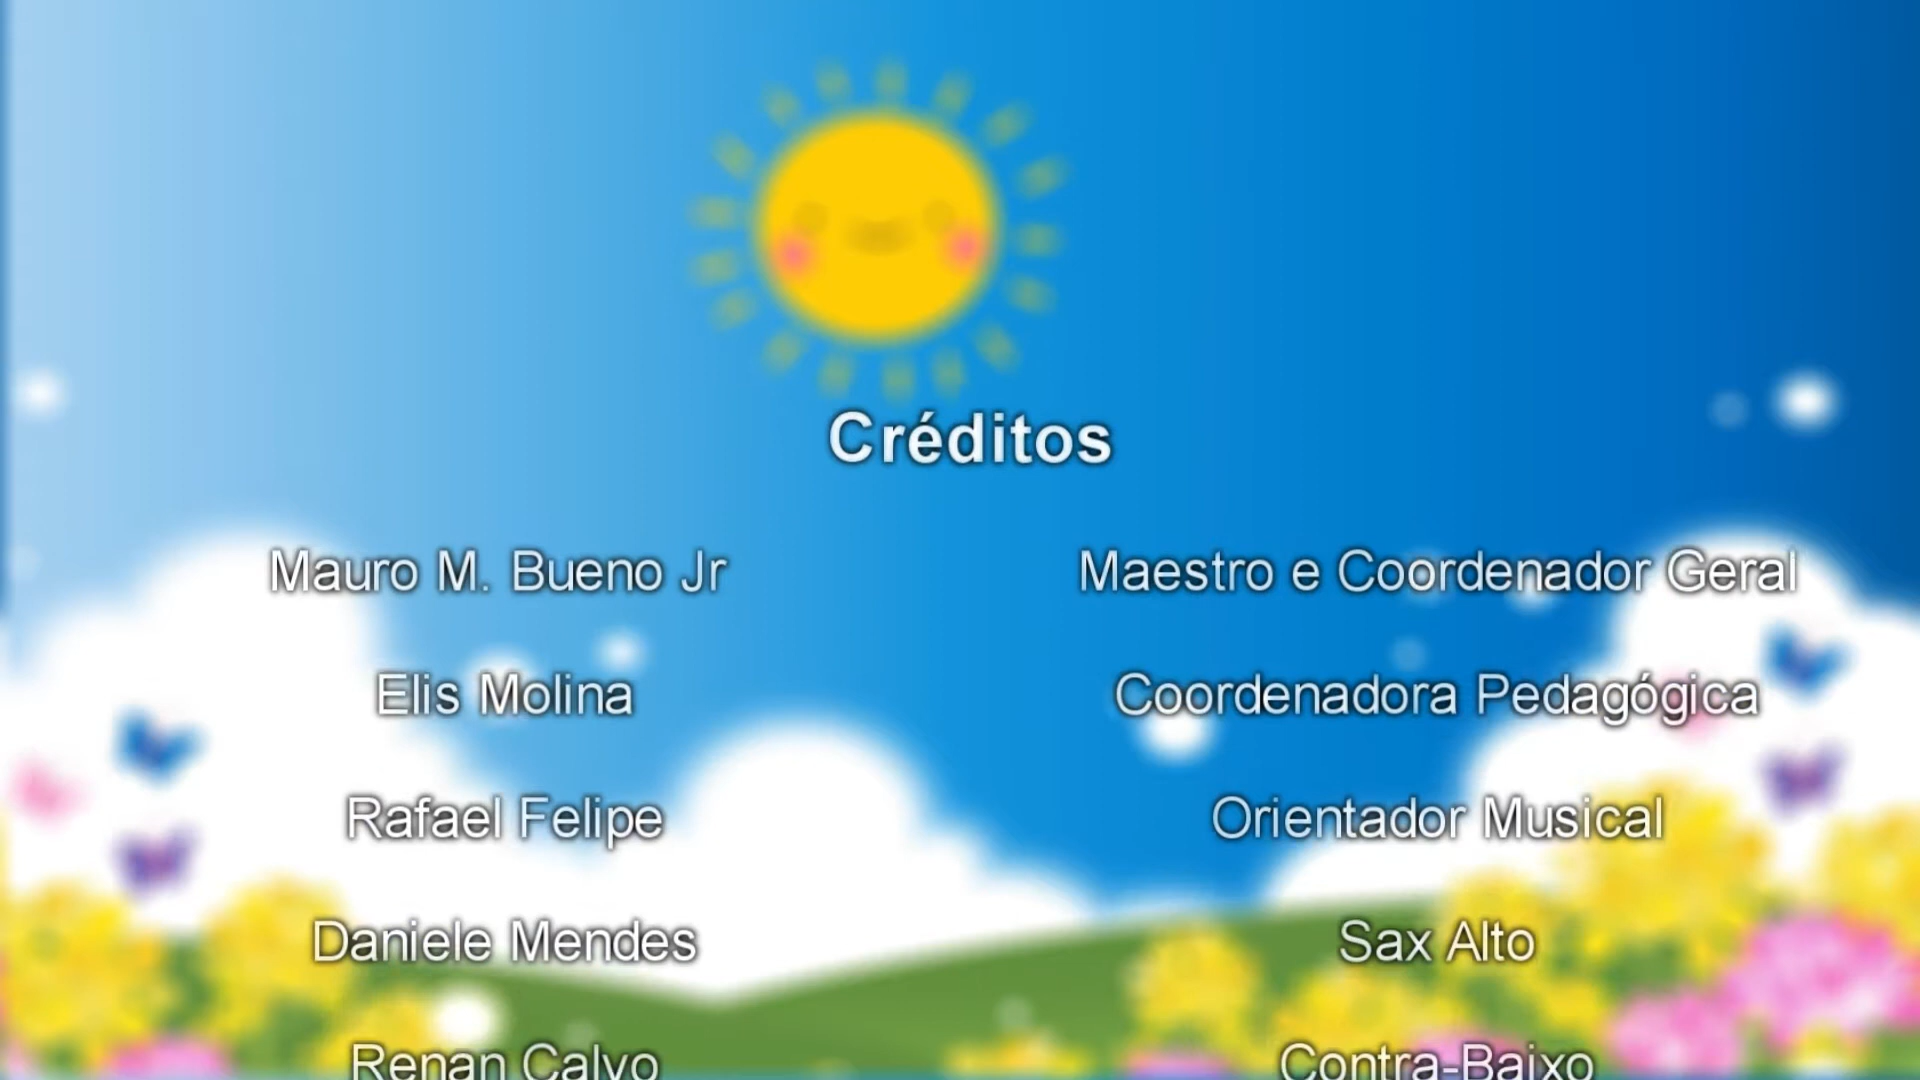 Créditos
Mauro M. Bueno Jr Maestro e Coordenador Geral
Elis Molina Coordenadora Pedagógica
Rafael Felipe Orientador Musical
Daniele Mendes Sax Alto
Renan Calvo Contra-Baixo